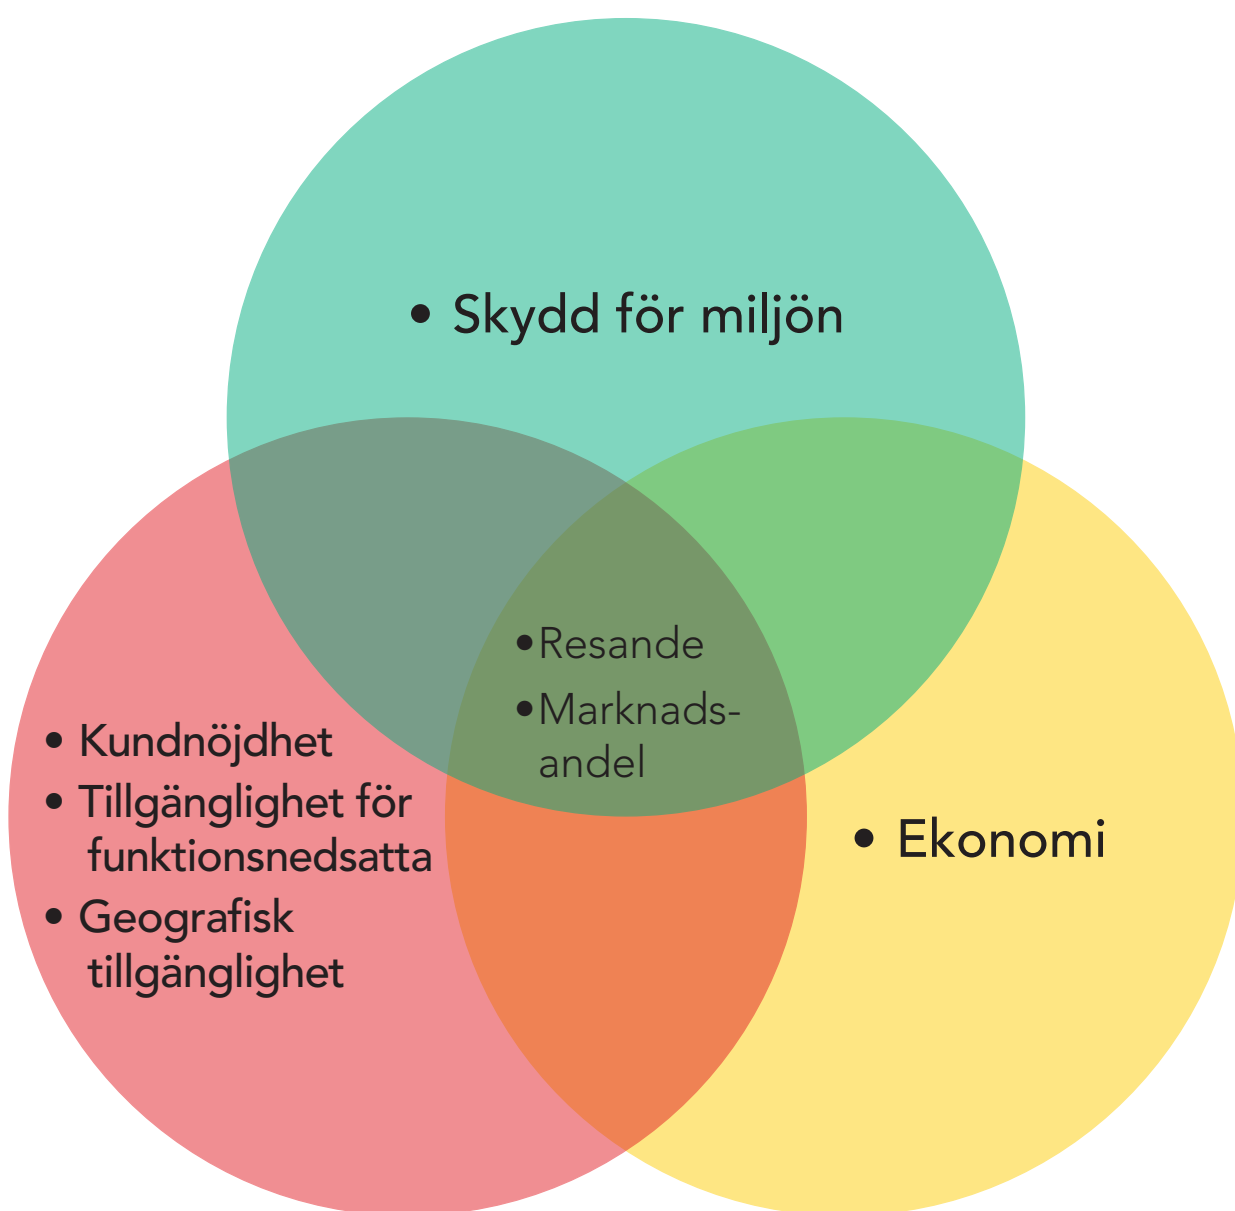 • Skydd för miljön
•Resande
•Marknads-
andel
• Kundnöjdhet
• Tillgänglighet för
funktionsnedsatta
• Geografisk
tillgänglighet
• Ekonomi